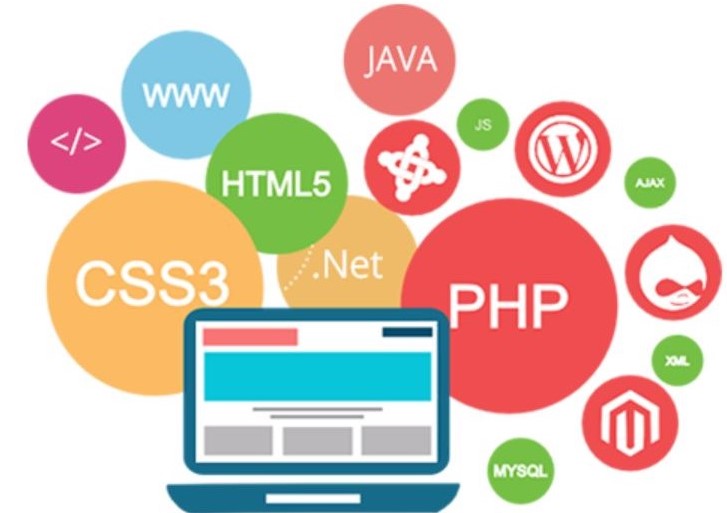 JAVA
WWW
JS
</>
HTML5
AJAX
.Net
CSS3
PHP
XML
MYSQL